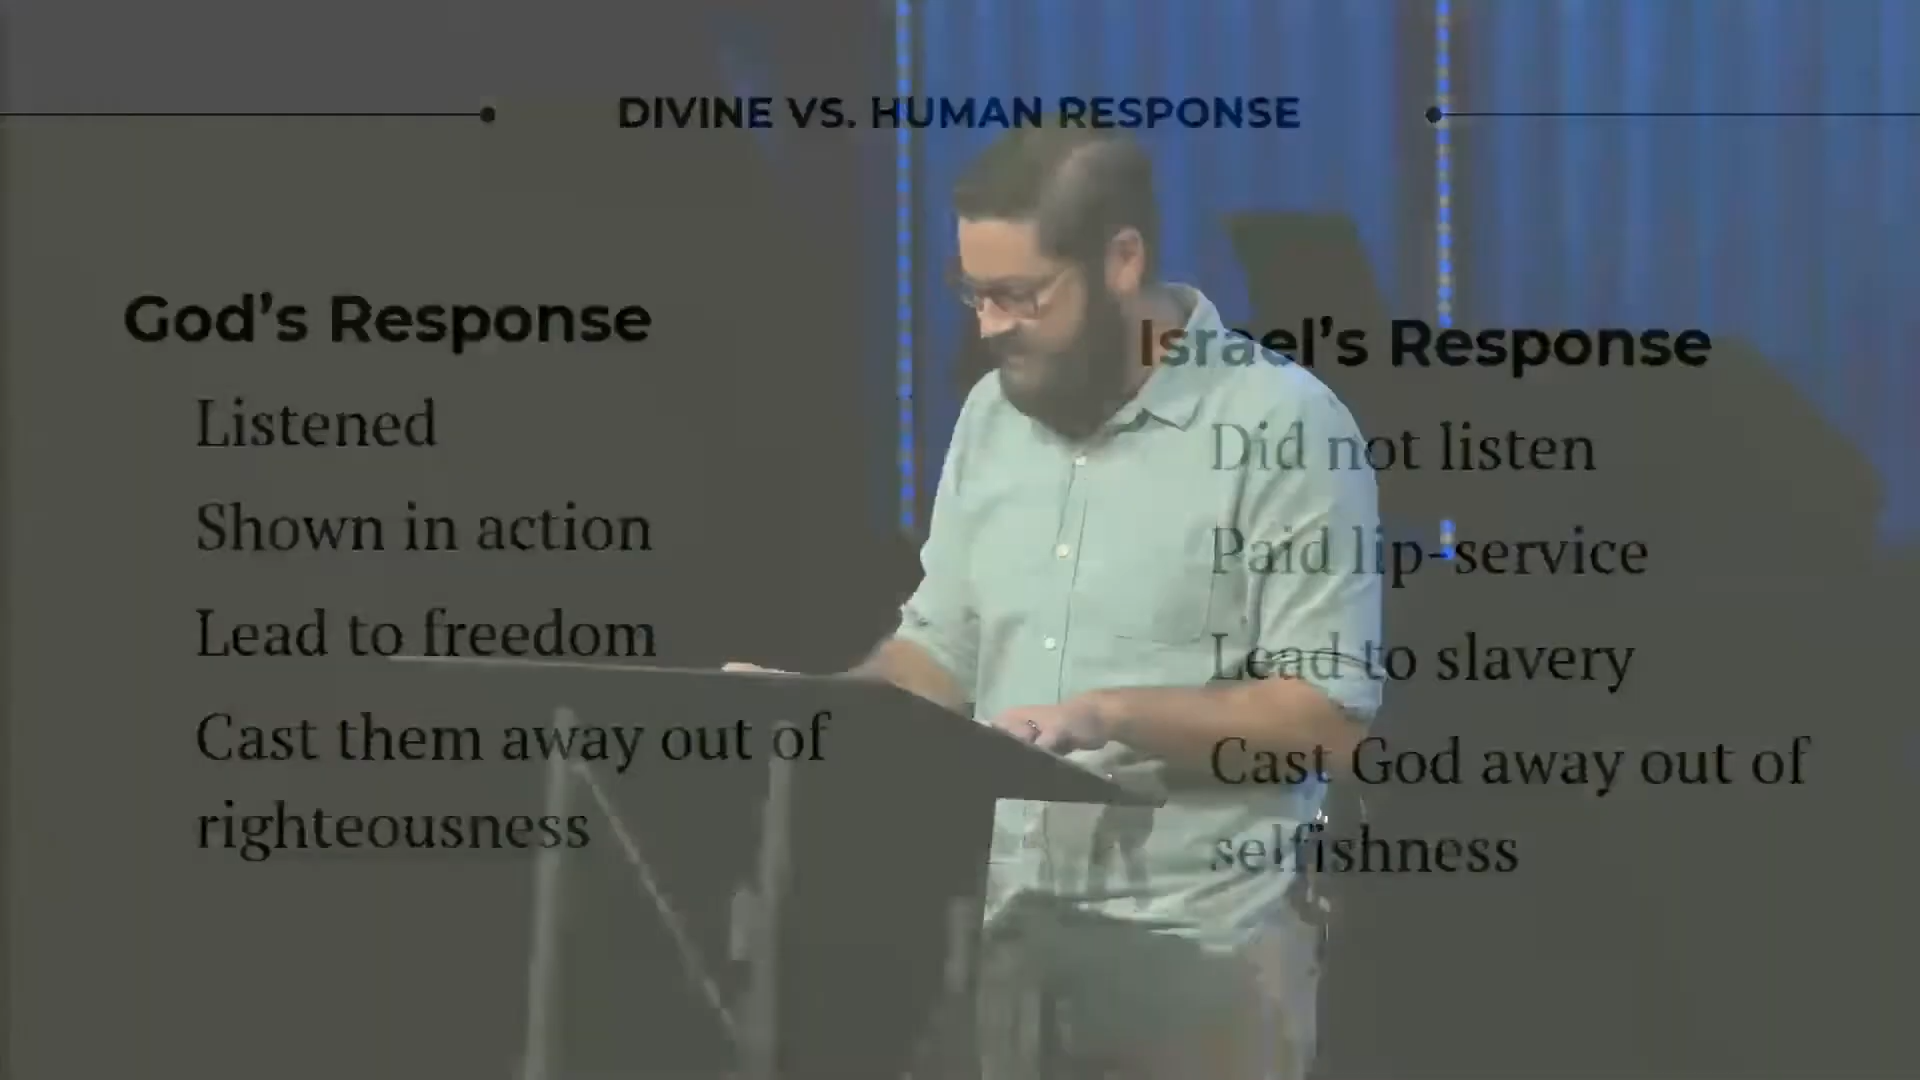 DIVINE VS. HUMAN RESPONSE
God's Response
Listened
Shown in action
Lead to freedom
Cast them away out of
righteousness
Israel's Response
Did not listen
Paid lip-service
Lead to slavery
Cast God away out of
selfishness